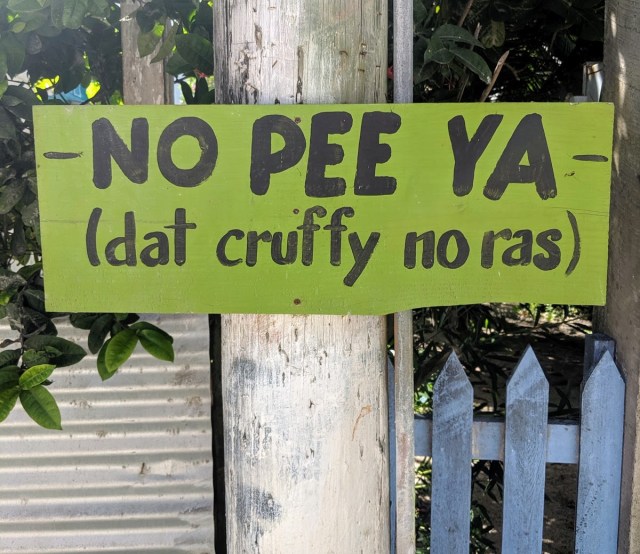 - NO PEE YA -
(dat cruffy no ras)